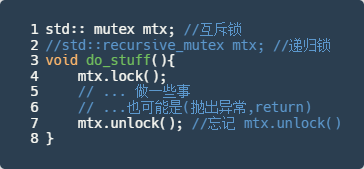 1 std:: mutex mtx; //互斥锁
2 //std::recursive_mutex mtx; //递归锁
3 void do_stuff(){
4     mtx.lock();
5     // ... 做一些事
6     // ...也可能是(抛出异常,return)
7     mtx.unlock(); //忘记 mtx.unlock()
8 }